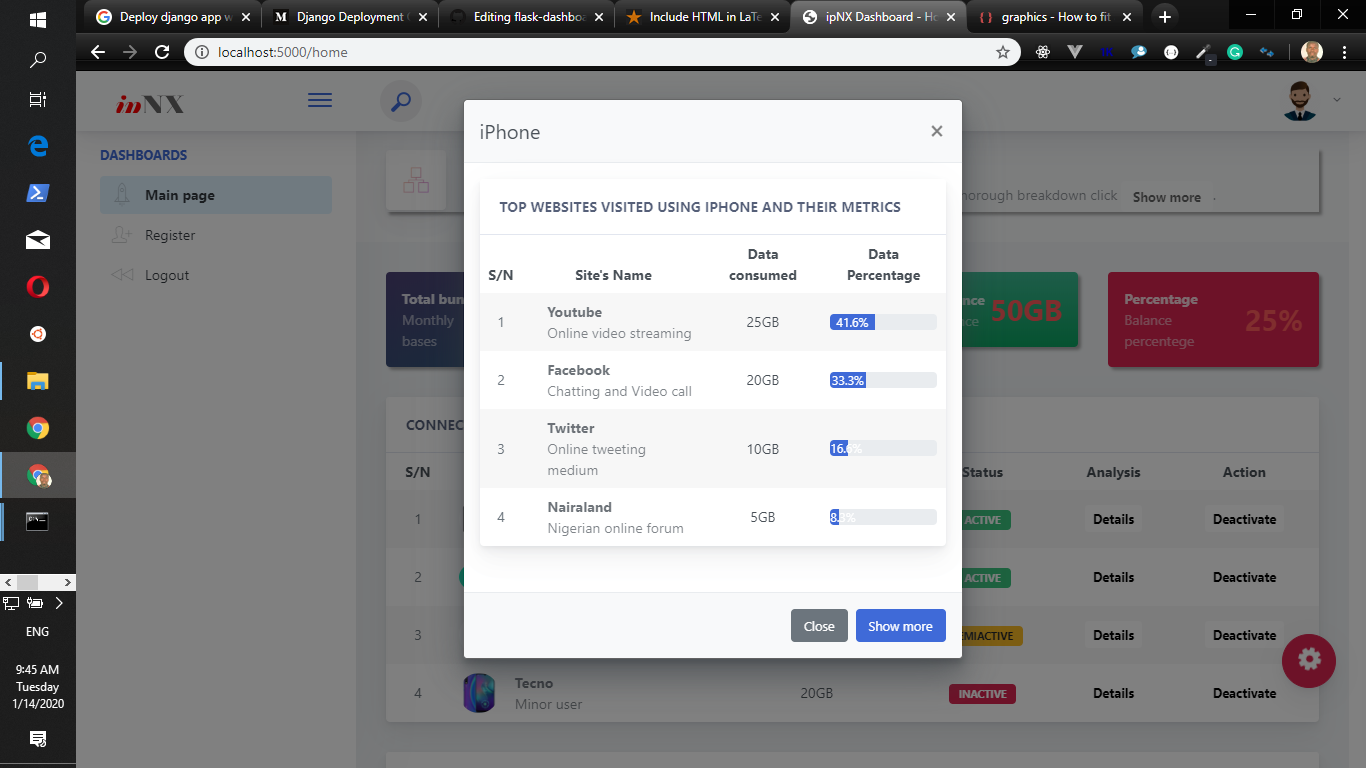 Deploy django app w
Django Deployment
Editing flask-dashboa
Include HTML in LaTe
ipNX Dashboard - Ho
graphics - How to fit
localhost:5000/home
ipNX
DASHBOARDS
Main page
Register
Logout
horough breakdown click Show more .
Total bun
Monthly
bases
nce
nce
50GB
Percentage
Balance
percentege
25%
CONNEC
S/N Status Analysis Action
1 ACTIVE Details Deactivate
2 ACTIVE Details Deactivate
3 EMIACTIVE Details Deactivate
4 Tecno 20GB INACTIVE Details Deactivate
Minor user
iPhone ×
TOP WEBSITES VISITED USING IPHONE AND THEIR METRICS
Data Data
S/N Site's Name consumed Percentage
1 Youtube 25GB 41.6%
Online video streaming
2 Facebook 20GB 33.3%
Chatting and Video call
3 Twitter 10GB 16.6%
Online tweeting
medium
4 Nairaland 5GB 8.3%
Nigerian online forum
Close Show more
ENG
9:45 AM
Tuesday
1/14/2020